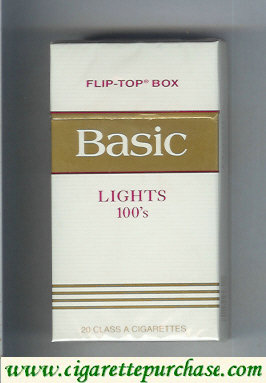 FLIP-TOP® BOX
Basic
LIGHTS
100's
20 CLASS A CIGARETTES
www.cigarettepurchase.com